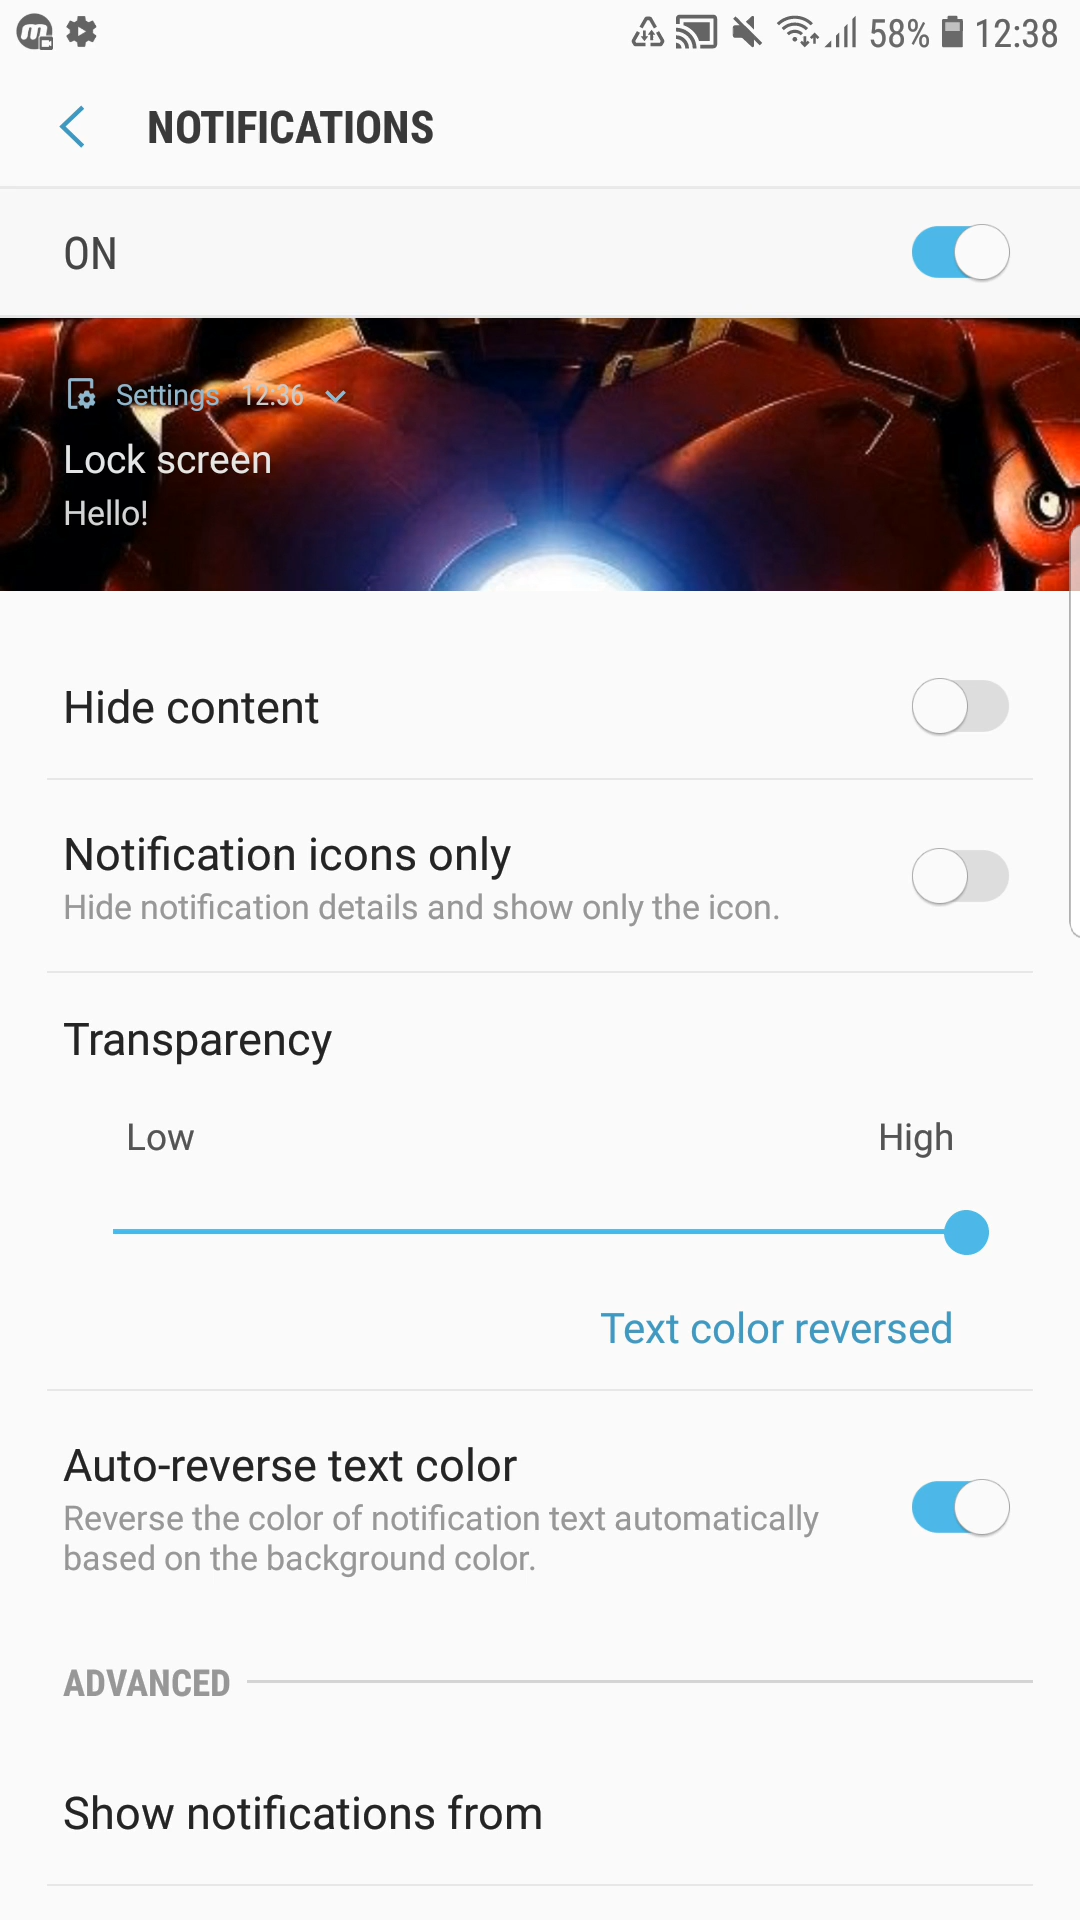 58% 12:38
NOTIFICATIONS
ON
Settings 12:36
Lock screen
Hello!
Hide content
Notification icons only
Hide notification details and show only the icon.
Transparency
Low High
Text color reversed
Auto-reverse text color
Reverse the color of notification text automatically
based on the background color.
ADVANCED
Show notifications from